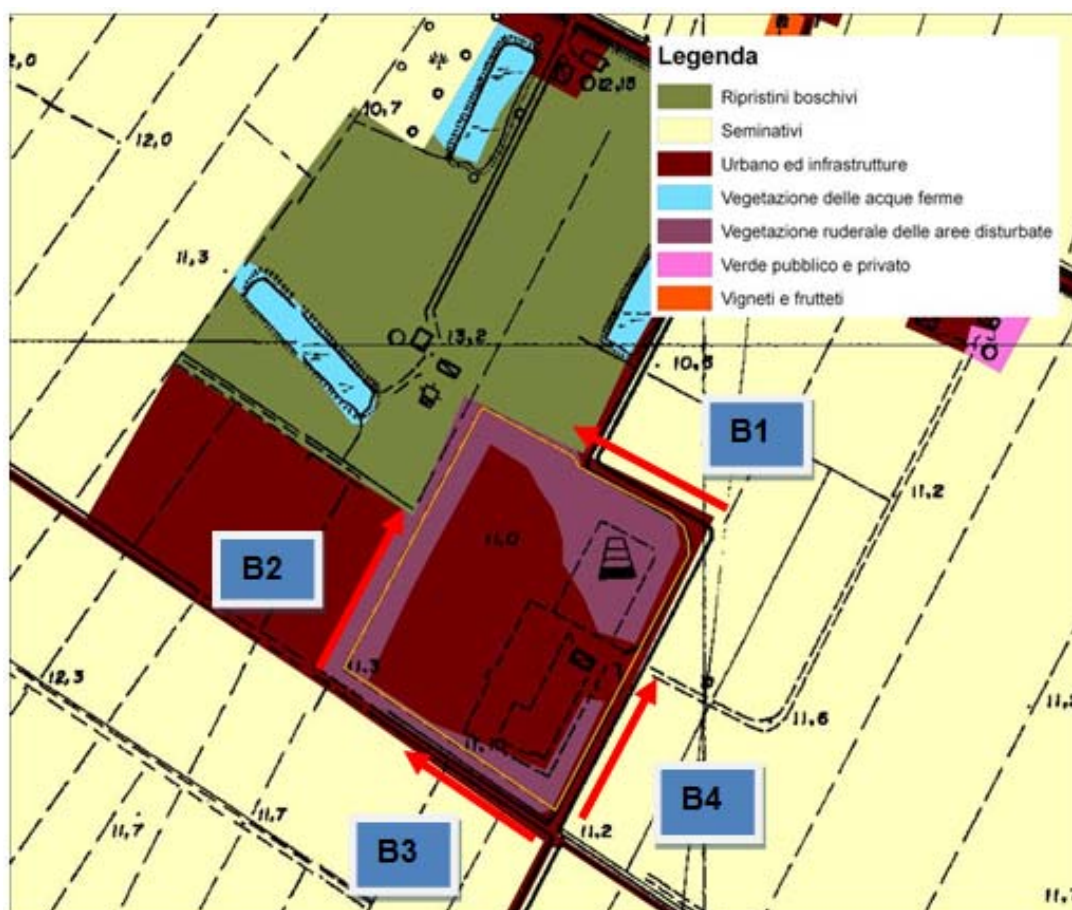 12,0
12,0
10,7
12,15
Legenda
Ripristini boschivi
Seminativi
Urbano ed infrastrutture
Vegetazione delle acque ferme
Vegetazione ruderale delle aree disturbate
Verde pubblico e privato
Vigneti e frutteti
11,3
13,2
B1
11,2
11,0
B2
11,3
12,3
11,6
B4
11,2
11,7
11,7
B3